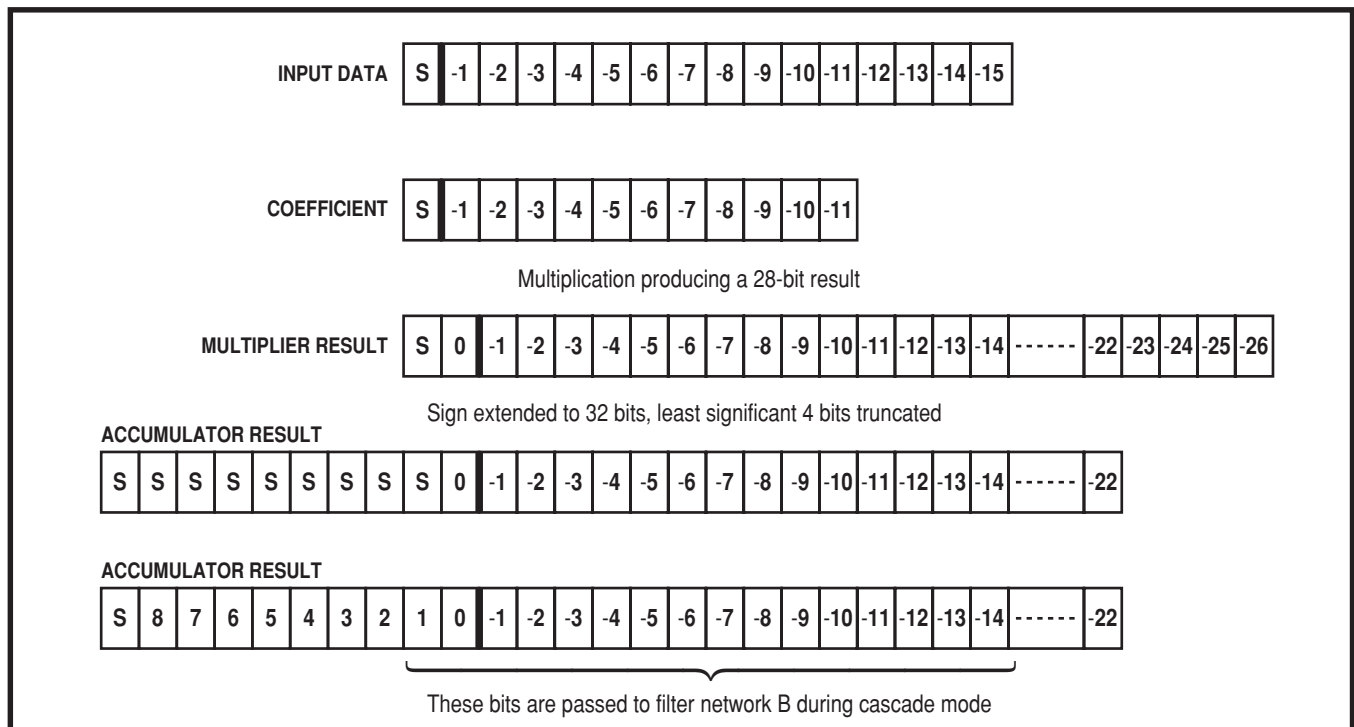 INPUT DATA S -1 -2 -3 -4 -5 -6 -7 -8 -9 -10 -11 -12 -13 -14 -15
COEFFICIENT S -1 -2 -3 -4 -5 -6 -7 -8 -9 -10 -11
Multiplication producing a 28-bit result
MULTIPLIER RESULT S 0 -1 -2 -3 -4 -5 -6 -7 -8 -9 -10 -11 -12 -13 -14 ------ -22 -23 -24 -25 -26
Sign extended to 32 bits, least significant 4 bits truncated
ACCUMULATOR RESULT
S S S S S S S S S 0 -1 -2 -3 -4 -5 -6 -7 -8 -9 -10 -11 -12 -13 -14 ------ -22
ACCUMULATOR RESULT
S 8 7 6 5 4 3 2 1 0 -1 -2 -3 -4 -5 -6 -7 -8 -9 -10 -11 -12 -13 -14 ------ -22
These bits are passed to filter network B during cascade mode